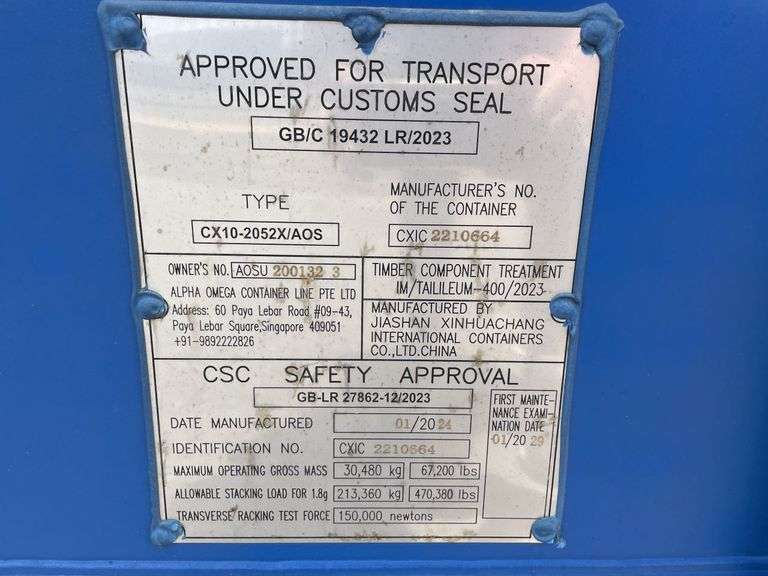 APPROVED FOR TRANSPORT
UNDER CUSTOMS SEAL
GB/C 19432 LR/2023
TYPE
CX10-2052X/AOS
MANUFACTURER'S NO.
OF THE CONTAINER
CXIC 2210664
OWNER'S NO. AOSU 200132 3
ALPHA OMEGA CONTAINER LINE PTE LTD
Address: 60 Paya Lebar Road #09-43,
Paya Lebar Square,Singapore 409051
+91-9892222826
TIMBER COMPONENT TREATMENT
IM/TAILILEUM-400/2023
MANUFACTURED BY
JIASHAN XINHUACHANG
INTERNATIONAL CONTAINERS
CO.,LTD.CHINA
CSC SAFETY APPROVAL
GB-LR 27862-12/2023
DATE MANUFACTURED 01/2024
IDENTIFICATION NO. CXIC 2210664
MAXIMUM OPERATING GROSS MASS 30,480 kg 67,200 lbs
ALLOWABLE STACKING LOAD FOR 1.8g 213,360 kg 470,380 lbs
TRANSVERSE RACKING TEST FORCE 150,000 newtons
FIRST MAINTE-
NANCE EXAMI-
NATION DATE
01/2029